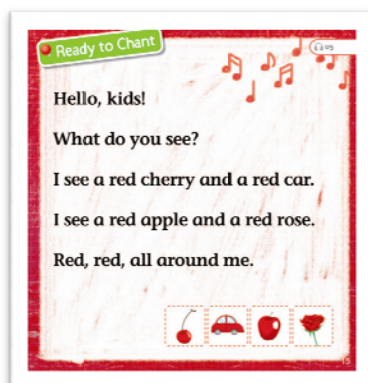 Ready to Chant
Hello, kids!
What do you see?
I see a red cherry and a red car.
I see a red apple and a red rose.
Red, red, all around me.